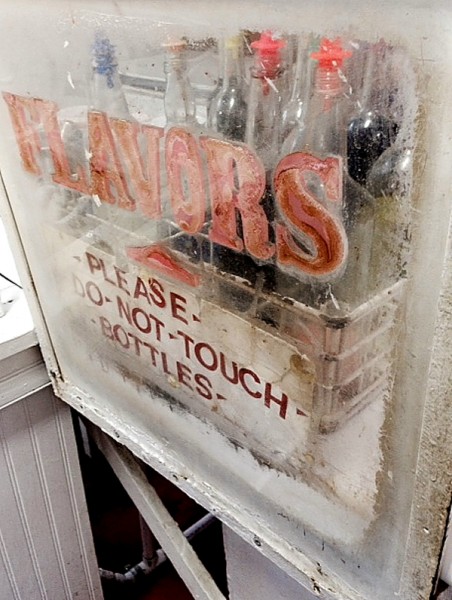 FLAVORS
-PLEASE-
DO-NOT-TOUCH-
-BOTTLES-